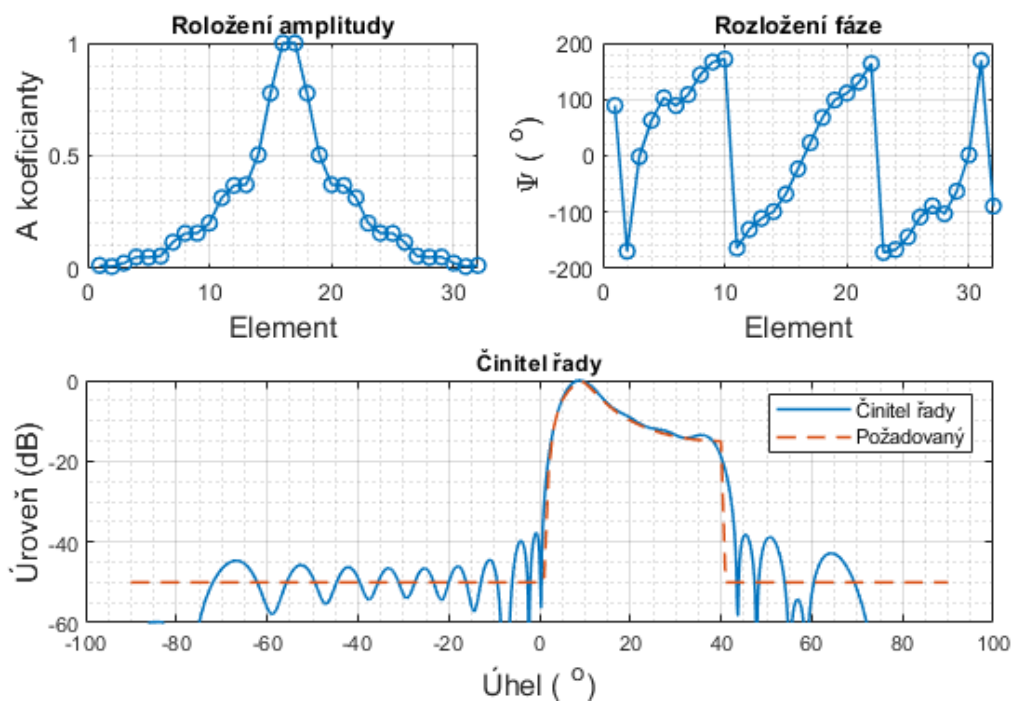 Roložení amplitudy
1
0.5
0
A koeficianty
0 10 20 30
Element
Rozložení fáze
200
100
0
-100
-200
Ψ ( °)
0 10 20 30
Element
Činitel řady
0
-20
-40
-60
Úroveň (dB)
Činitel řady
Požadovaný
-100 -80 -60 -40 -20 0 20 40 60 80 100
Úhel ( °)